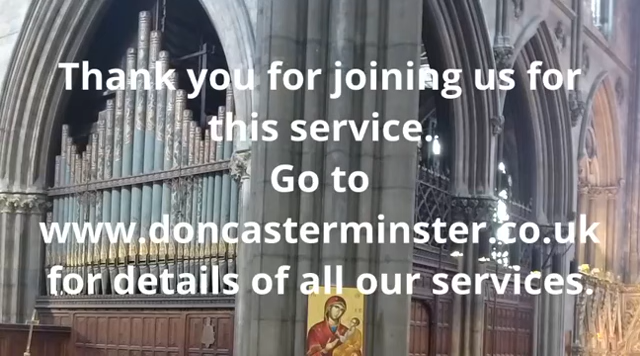 Thank you for joining us for
this service.
Go to
www.doncasterminster.co.uk
for details of all our services.